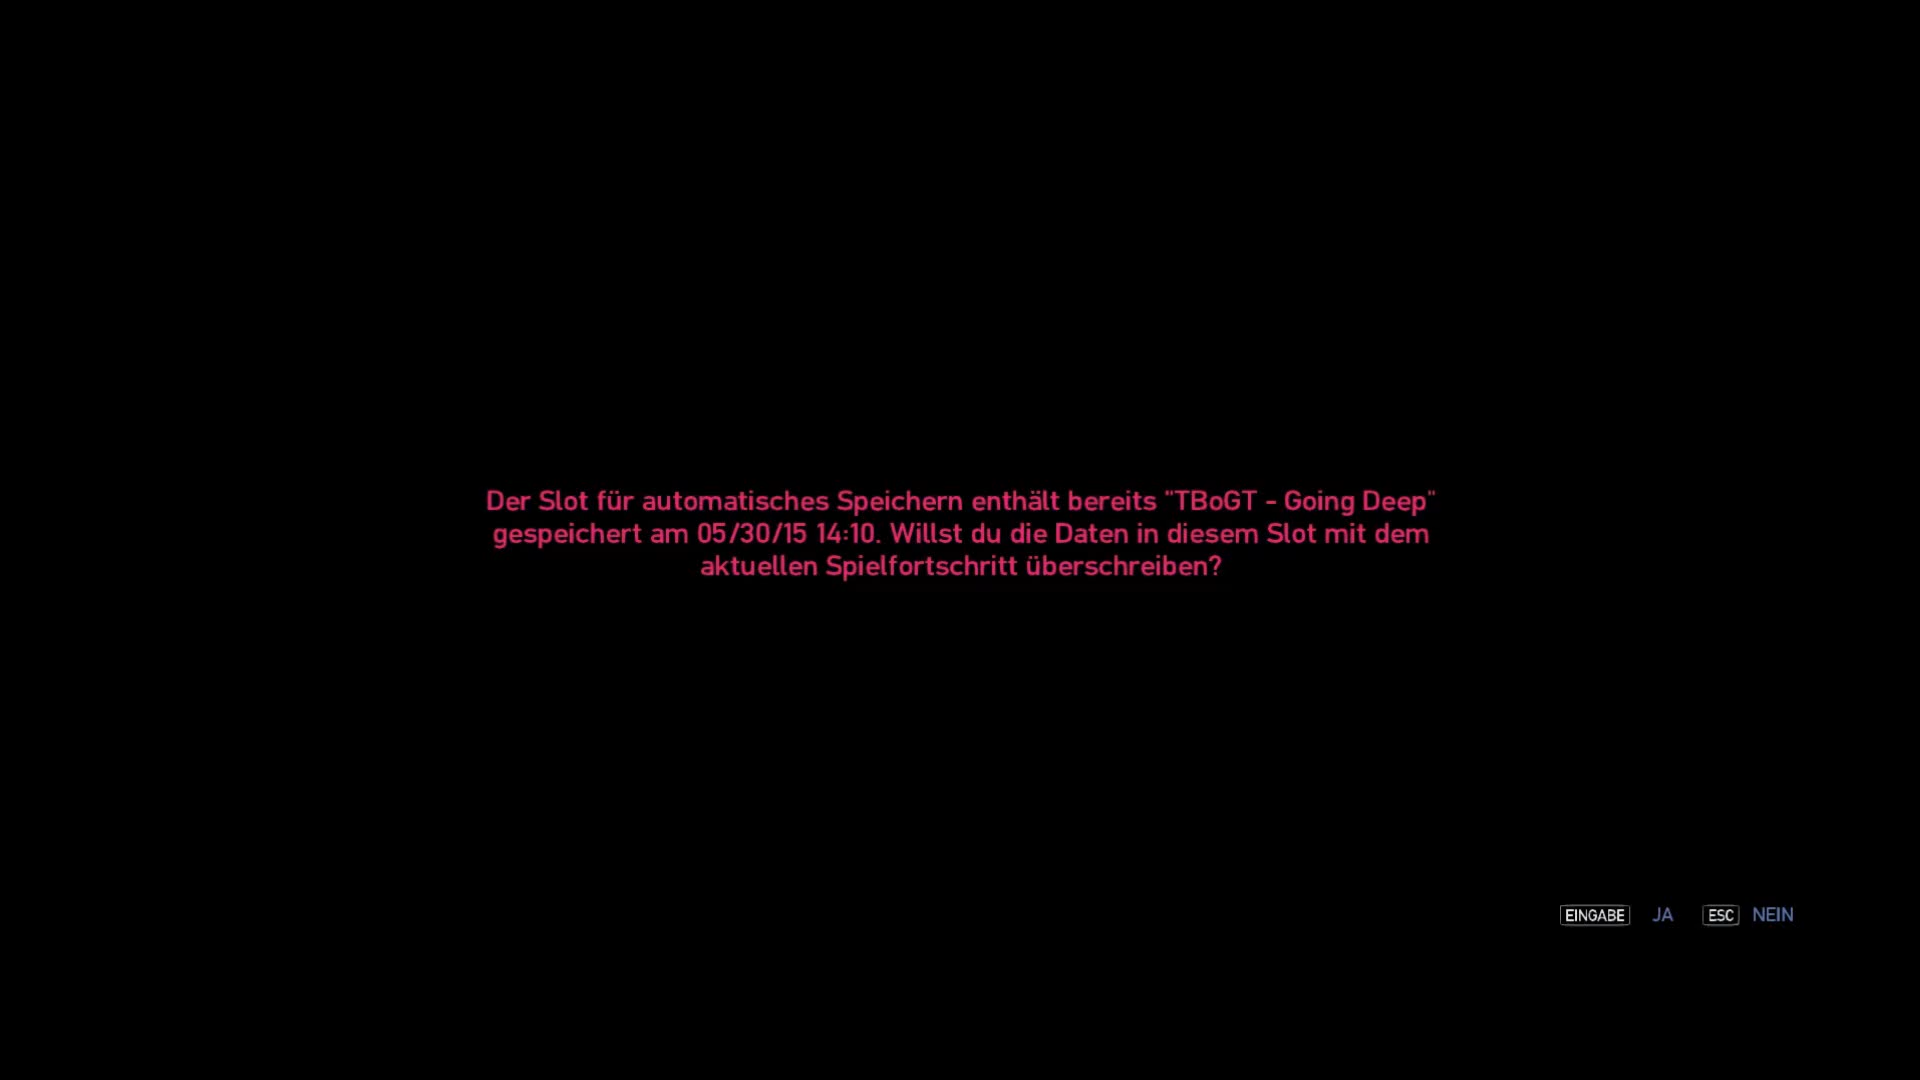 Der Slot für automatisches Speichern enthält bereits "TBoGT - Going Deep"
gespeichert am 05/30/15 14:10. Willst du die Daten in diesem Slot mit dem
aktuellen Spielfortschritt überschreiben?
EINGABE JA ESC NEIN